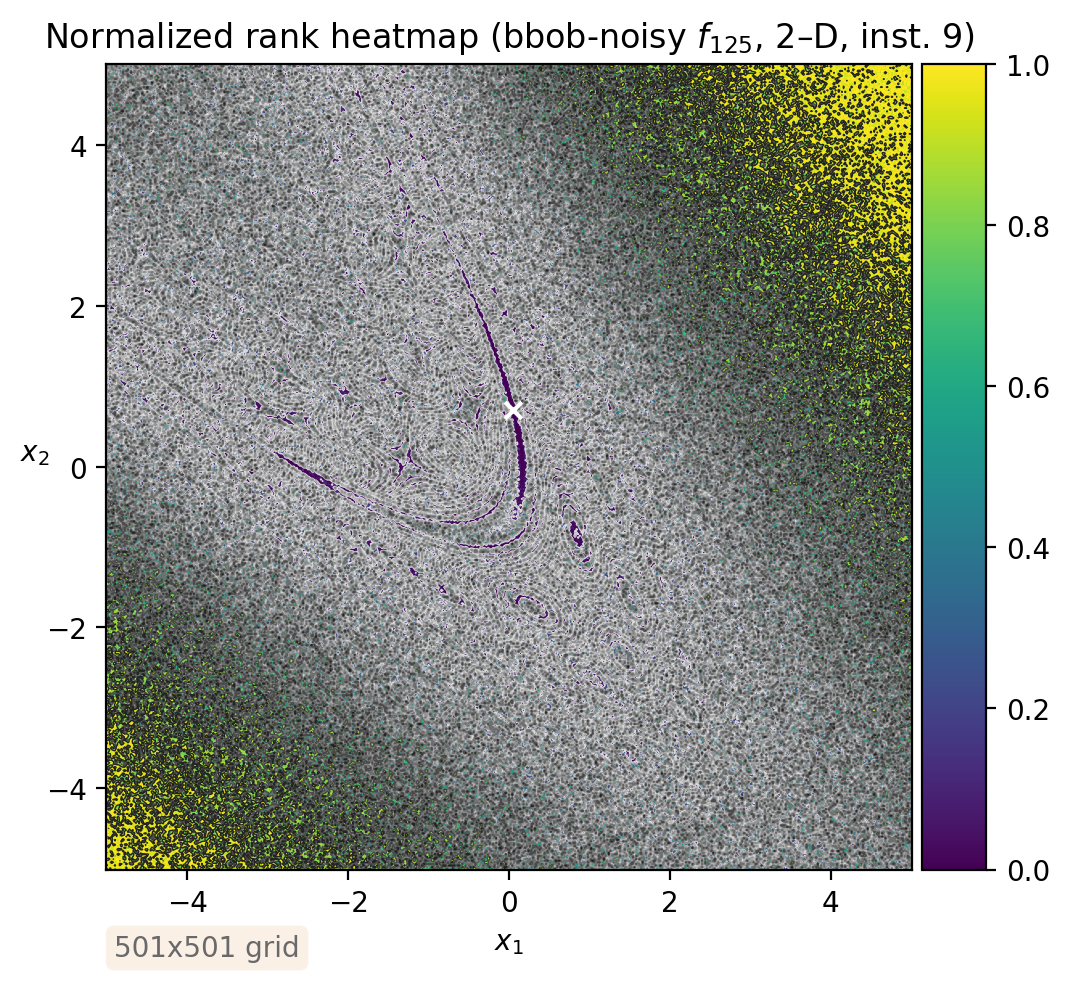 Normalized rank heatmap (bbob-noisy f₁₂₅, 2–D, inst. 9)
1.0
0.8
0.6
0.4
0.2
0.0
4
2
0
−2
−4
x₂
−4 −2 0 2 4
x₁
501x501 grid